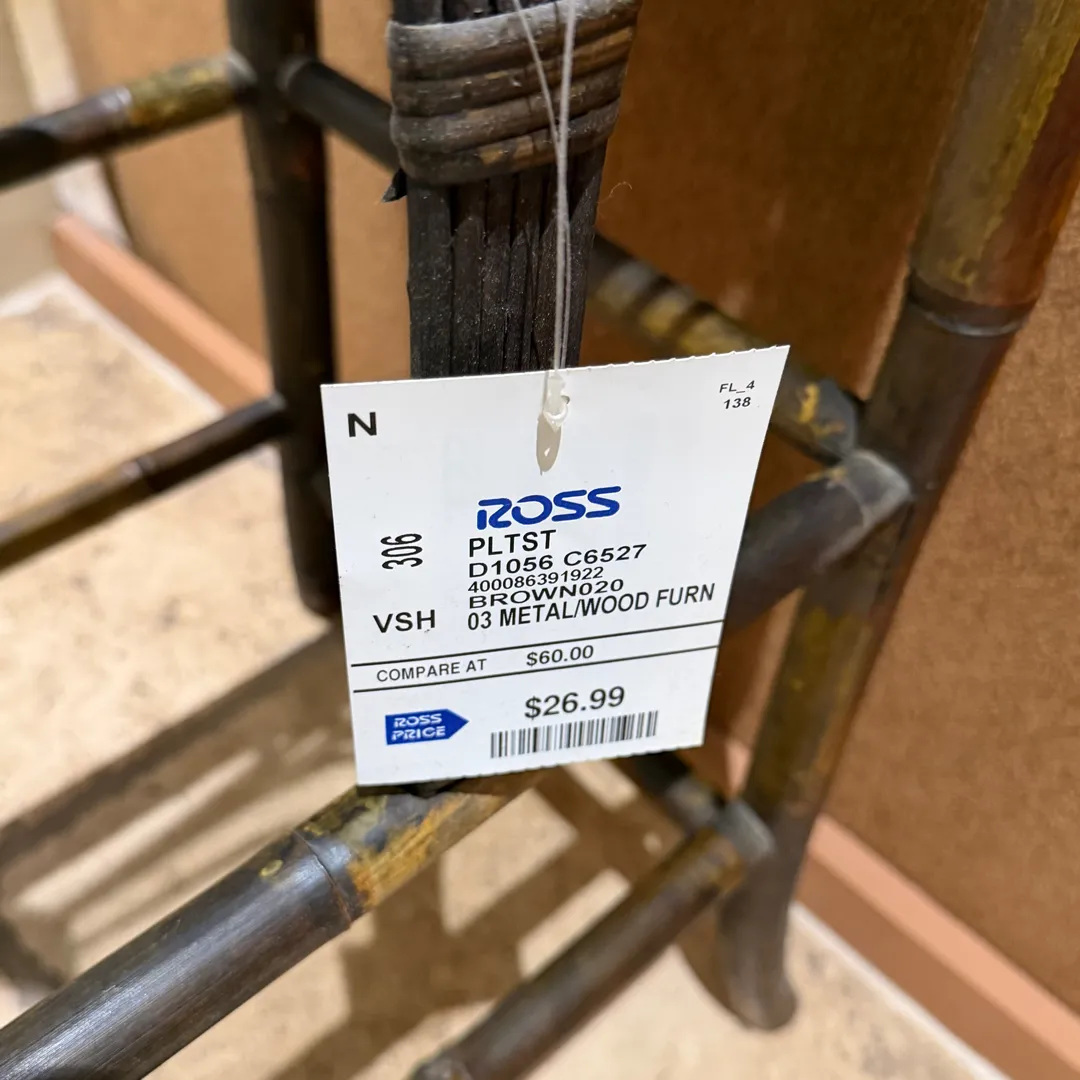 N
FL_4
138
ROSS
306
PLTST
D1056 C6527
400086391922
BROWN020
VSH
03 METAL/WOOD FURN
COMPARE AT $60.00
ROSS
PRICE
$26.99